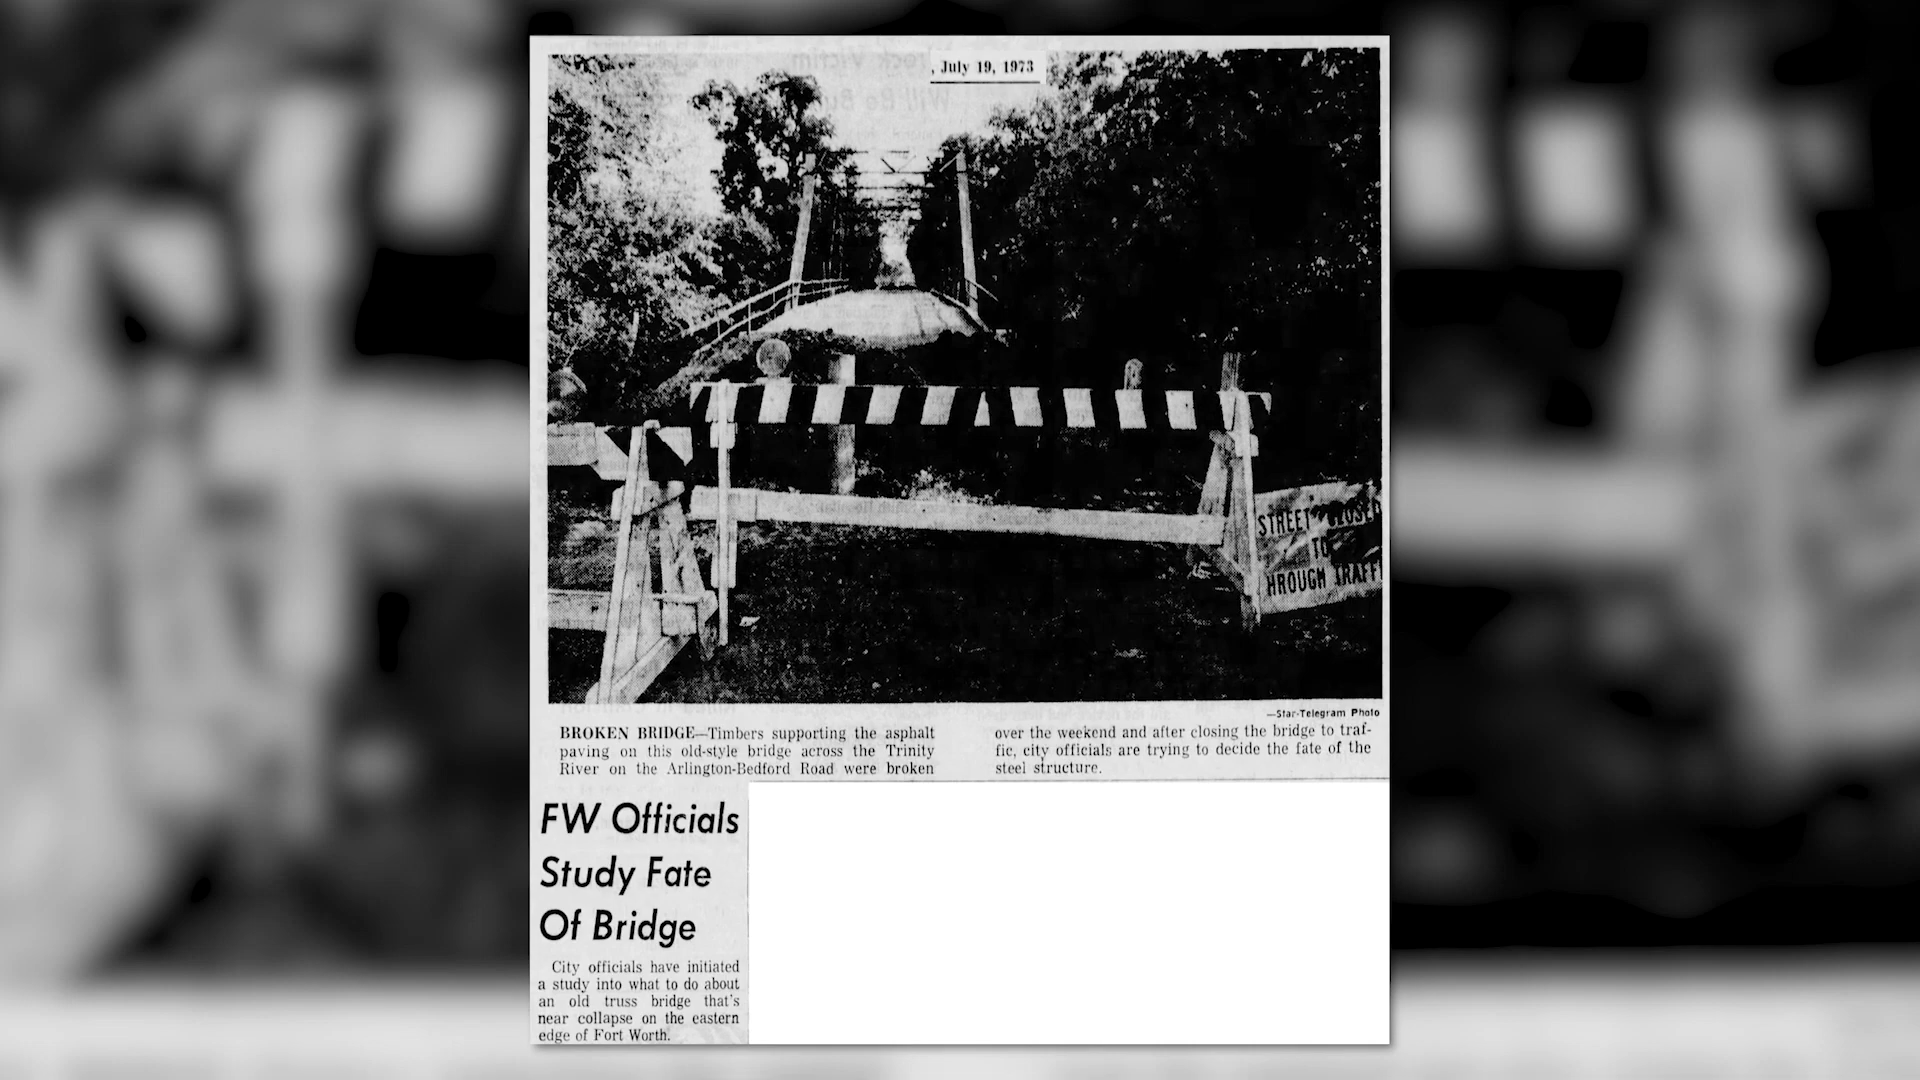 , July 19, 1973
STREET CLOSED
TO
HROUGH TRAFF
—Star-Telegram Photo
BROKEN BRIDGE—Timbers supporting the asphalt
paving on this old-style bridge across the Trinity
River on the Arlington-Bedford Road were broken
over the weekend and after closing the bridge to traf-
fic, city officials are trying to decide the fate of the
steel structure.
FW Officials
Study Fate
Of Bridge
City officials have initiated
a study into what to do about
an old truss bridge that's
near collapse on the eastern
edge of Fort Worth.